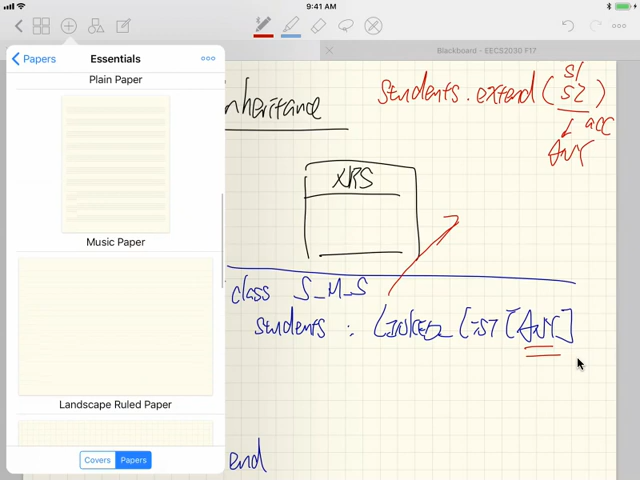 9:41 AM
Papers
Essentials
Blackboard - EECS2030 F17
Plain Paper
Music Paper
Landscape Ruled Paper
Covers
Papers
nheritance
Students.extend(
S1
S2
)
acc
ANY
XRS
class S_M_S
students : LINKED_LIST[ANY]
end